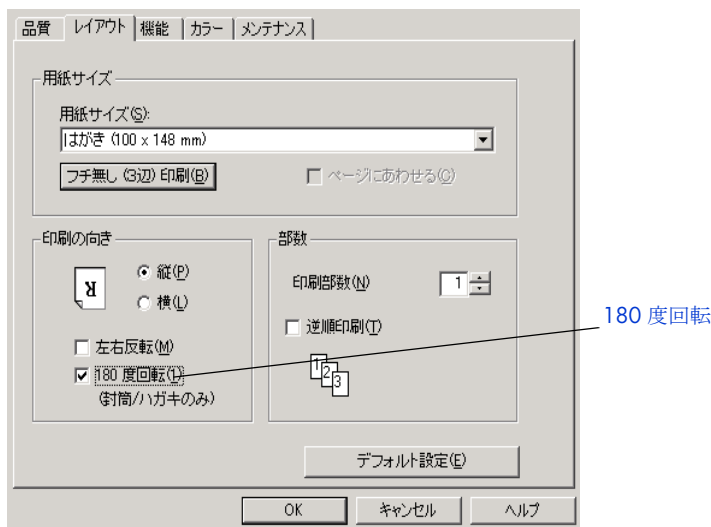 品質 レイアウト 機能 カラー メンテナンス
用紙サイズ
用紙サイズ(S):
はがき (100 x 148 mm)
フチ無し (3辺) 印刷(B) ページにあわせる(C)
印刷の向き
縦(P)
横(L)
左右反転(M)
180 度回転(1)
(封筒/ハガキのみ)
部数
印刷部数(N) 1
逆順印刷(T)
1 2 3
180 度回転
デフォルト設定(E)
OK キャンセル ヘルプ